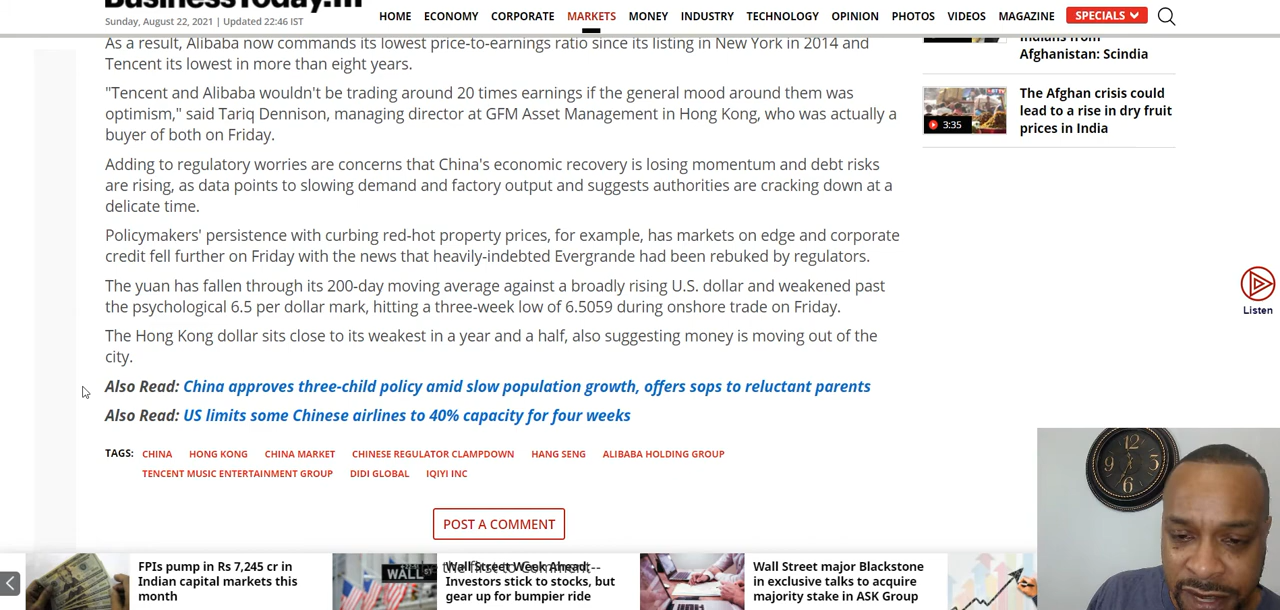 BusinessToday.In
Sunday, August 22, 2021 | Updated 22:46 IST
HOME ECONOMY CORPORATE MARKETS MONEY INDUSTRY TECHNOLOGY OPINION PHOTOS VIDEOS MAGAZINE SPECIALS
As a result, Alibaba now commands its lowest price-to-earnings ratio since its listing in New York in 2014 and
Tencent its lowest in more than eight years.
"Tencent and Alibaba wouldn't be trading around 20 times earnings if the general mood around them was
optimism," said Tariq Dennison, managing director at GFM Asset Management in Hong Kong, who was actually a
buyer of both on Friday.
Adding to regulatory worries are concerns that China's economic recovery is losing momentum and debt risks
are rising, as data points to slowing demand and factory output and suggests authorities are cracking down at a
delicate time.
Policymakers' persistence with curbing red-hot property prices, for example, has markets on edge and corporate
credit fell further on Friday with the news that heavily-indebted Evergrande had been rebuked by regulators.
The yuan has fallen through its 200-day moving average against a broadly rising U.S. dollar and weakened past
the psychological 6.5 per dollar mark, hitting a three-week low of 6.5059 during onshore trade on Friday.
The Hong Kong dollar sits close to its weakest in a year and a half, also suggesting money is moving out of the
city.
Also Read: China approves three-child policy amid slow population growth, offers sops to reluctant parents
Also Read: US limits some Chinese airlines to 40% capacity for four weeks
TAGS: CHINA HONG KONG CHINA MARKET CHINESE REGULATOR CLAMPDOWN HANG SENG ALIBABA HOLDING GROUP
TENCENT MUSIC ENTERTAINMENT GROUP DIDI GLOBAL IQIYI INC
POST A COMMENT
the first to Comment--
Indians from
Afghanistan: Scindia
3:35
The Afghan crisis could
lead to a rise in dry fruit
prices in India
Listen
FPIs pump in Rs 7,245 cr in
Indian capital markets this
month
WALL ST
Wall Street Week Ahead:
Investors stick to stocks, but
gear up for bumpier ride
Wall Street major Blackstone
in exclusive talks to acquire
majority stake in ASK Group
12
3
6
9